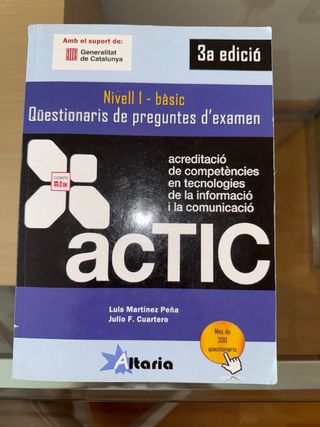 Amb el suport de:
Generalitat
de Catalunya
3a edició
Nivell I - bàsic
Qüestionaris de preguntes d'examen
acreditació
de competències
en tecnologies
de la informació
i la comunicació
acTIC
Luis Martínez Peña
Julio F. Cuartero
Més de
300
qüestionaris
Altaria